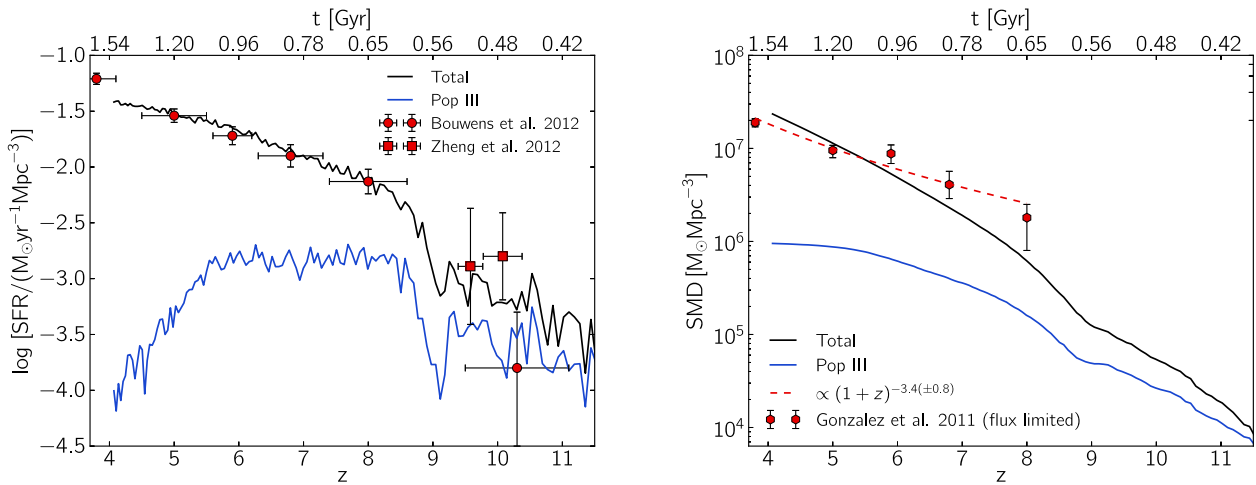 t [Gyr]
1.54 1.20 0.96 0.78 0.65 0.56 0.48 0.42
−1.0
−1.5
−2.0
−2.5
−3.0
−3.5
−4.0
−4.5
log [SFR/(M⊙yr⁻¹Mpc⁻³)]
Total
Pop III
Bouwens et al. 2012
Zheng et al. 2012
4 5 6 7 8 9 10 11
z
t [Gyr]
1.54 1.20 0.96 0.78 0.65 0.56 0.48 0.42
10⁸
10⁷
10⁶
10⁵
10⁴
SMD [M⊙Mpc⁻³]
Total
Pop III
∝ (1 + z)^−3.4(±0.8)
Gonzalez et al. 2011 (flux limited)
4 5 6 7 8 9 10 11
z